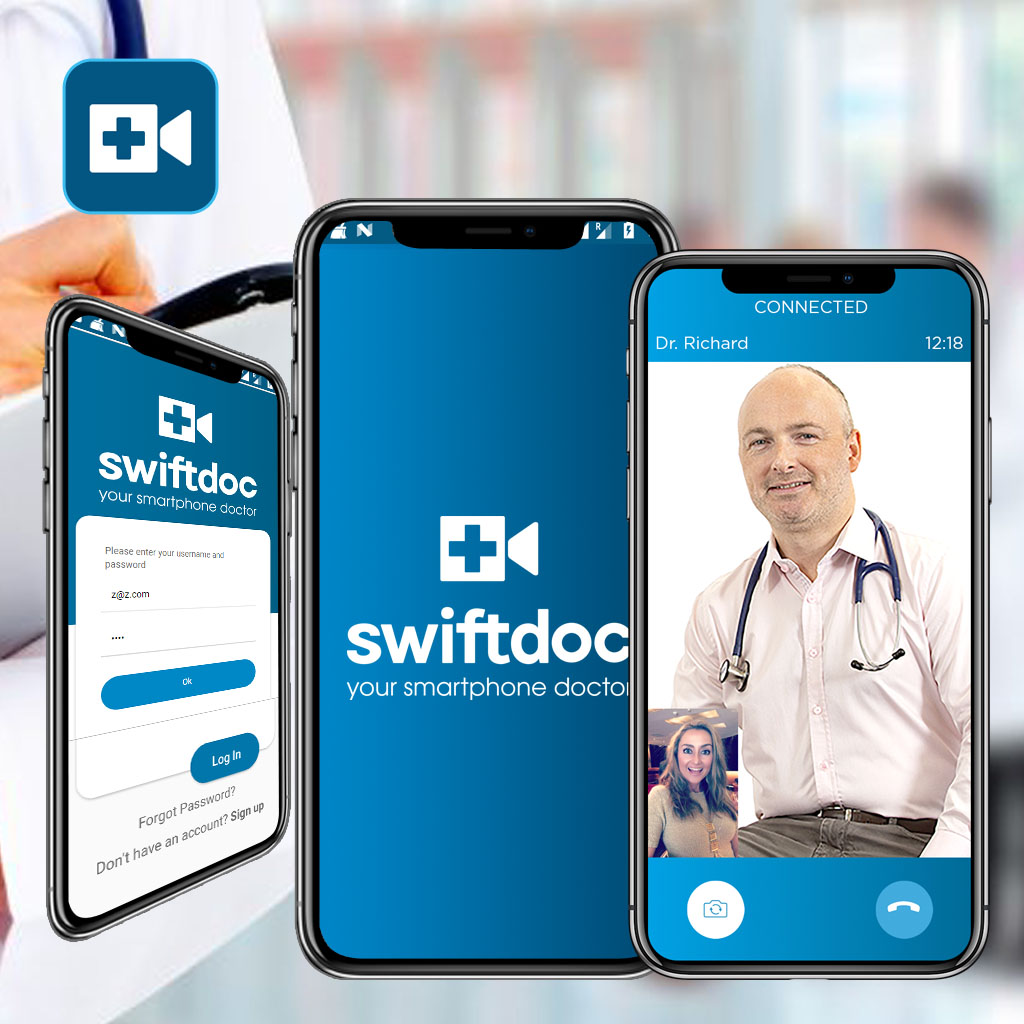 swiftdoc
your smartphone doctor
Please enter your username and
password
z@z.com
••••
Ok
Log In
Forgot Password?
Don't have an account? Sign up
N
R
swiftdoc
your smartphone doctor
CONNECTED
Dr. Richard 12:18